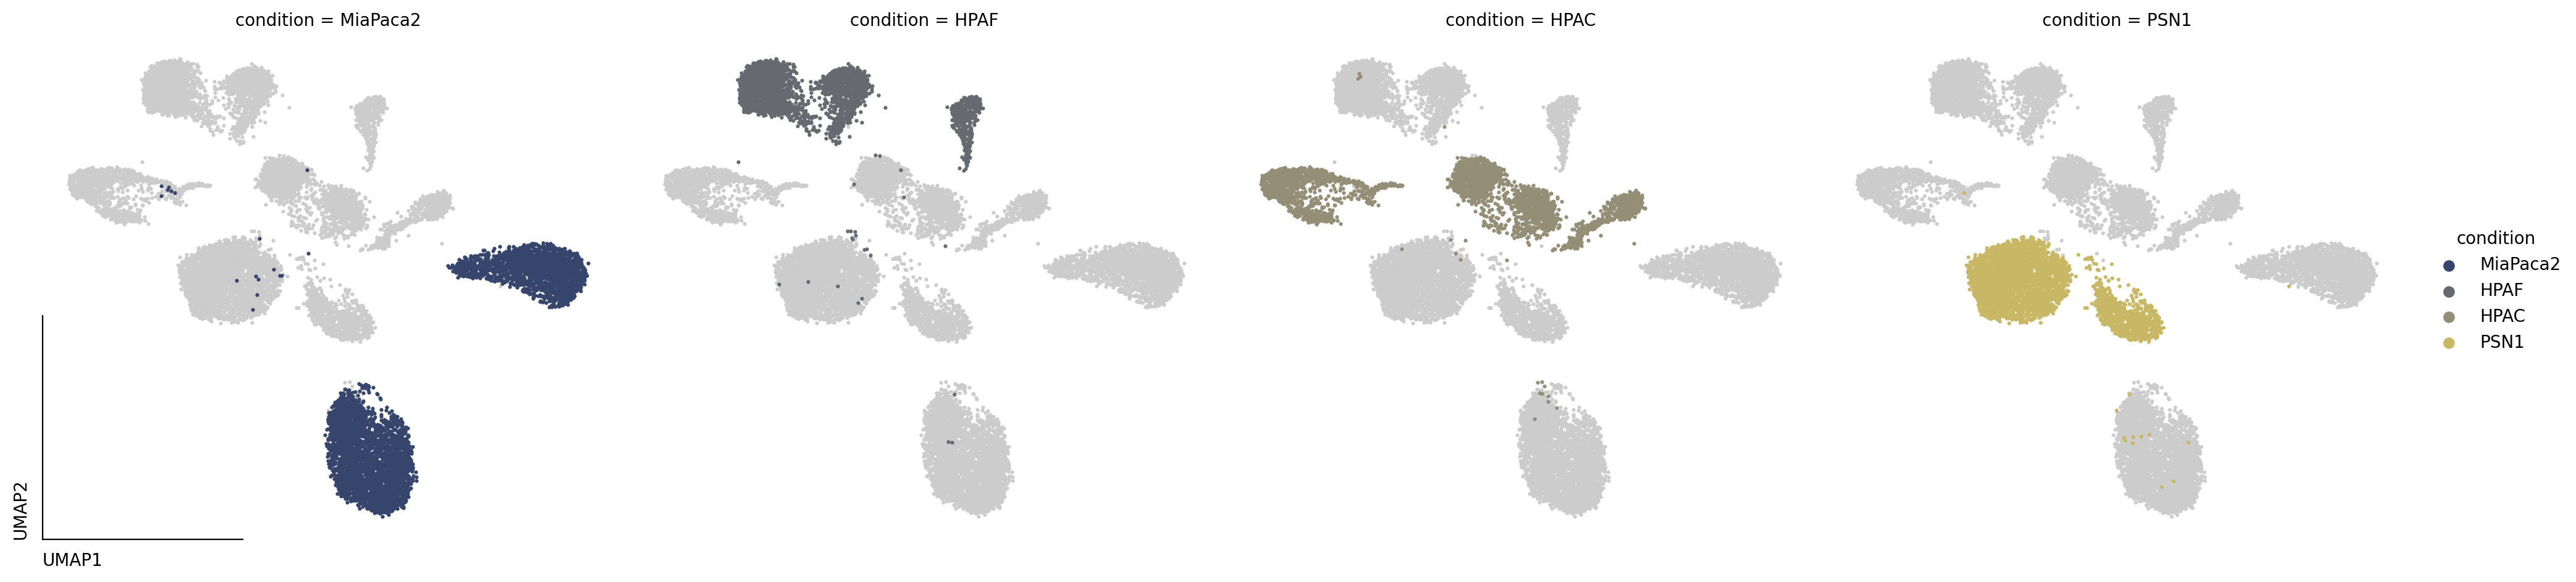 condition = MiaPaca2
condition = HPAF
condition = HPAC
condition = PSN1
condition
MiaPaca2
HPAF
HPAC
PSN1
UMAP2
UMAP1